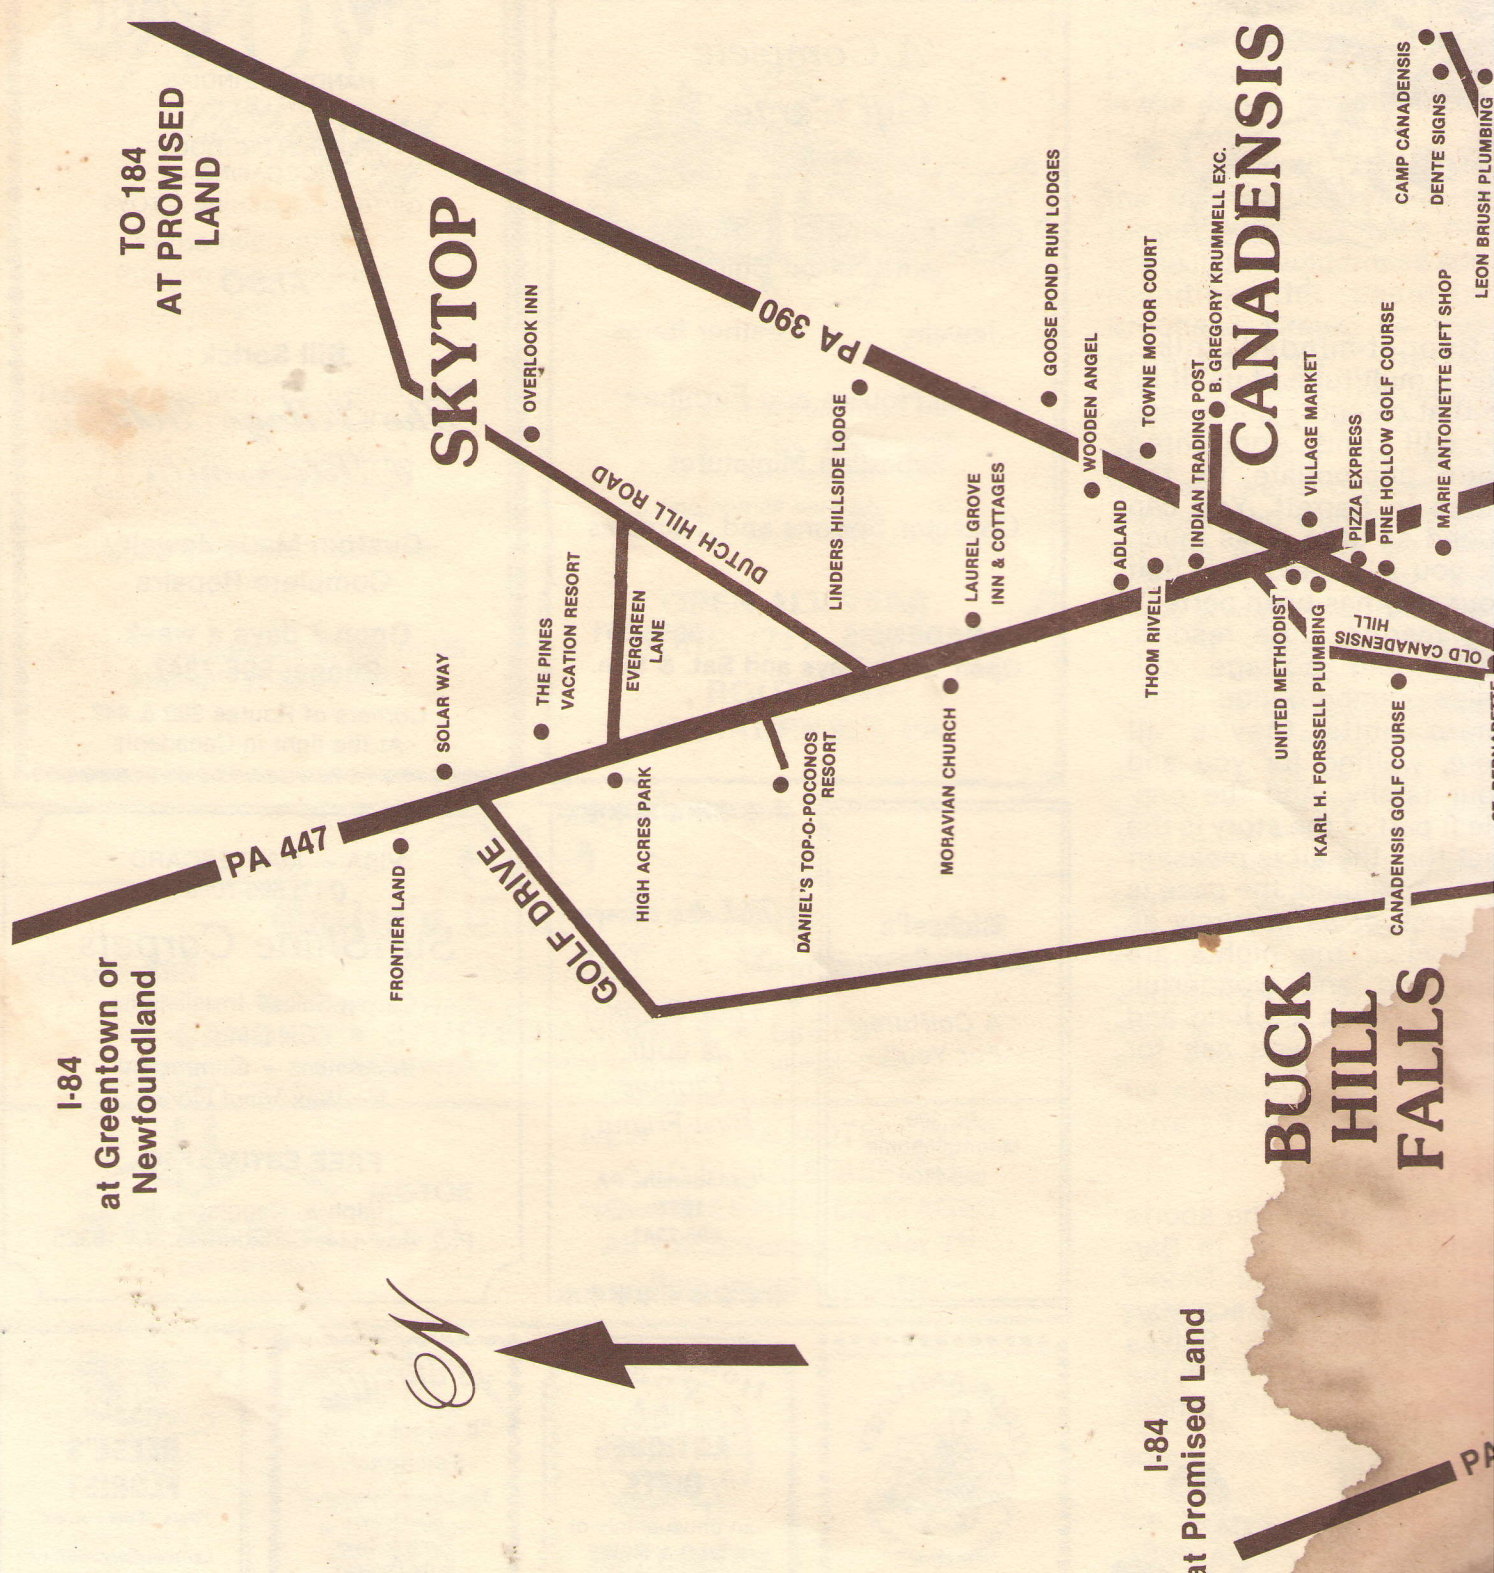 TO 184
AT PROMISED
LAND
SKYTOP
OVERLOOK INN
PA 390
GOOSE POND RUN LODGES
WOODEN ANGEL
TOWNE MOTOR COURT
INDIAN TRADING POST
B. GREGORY KRUMMELL EXC.
CANADENSIS
CAMP CANADENSIS
DENTE SIGNS
LEON BRUSH PLUMBING
VILLAGE MARKET
PIZZA EXPRESS
PINE HOLLOW GOLF COURSE
MARIE ANTOINETTE GIFT SHOP
DUTCH HILL ROAD
LINDERS HILLSIDE LODGE
LAUREL GROVE
INN & COTTAGES
ADLAND
THOM RIVELL
SOLAR WAY
THE PINES
VACATION RESORT
EVERGREEN
LANE
UNITED METHODIST
KARL H. FORSSELL PLUMBING
OLD CANADENSIS
HILL
CANADENSIS GOLF COURSE
PA 447
FRONTIER LAND
GOLF DRIVE
HIGH ACRES PARK
DANIEL'S TOP-O-POCONOS
RESORT
MORAVIAN CHURCH
I-84
at Greentown or
Newfoundland
BUCK
HILL
FALLS
N
I-84
at Promised Land
PA